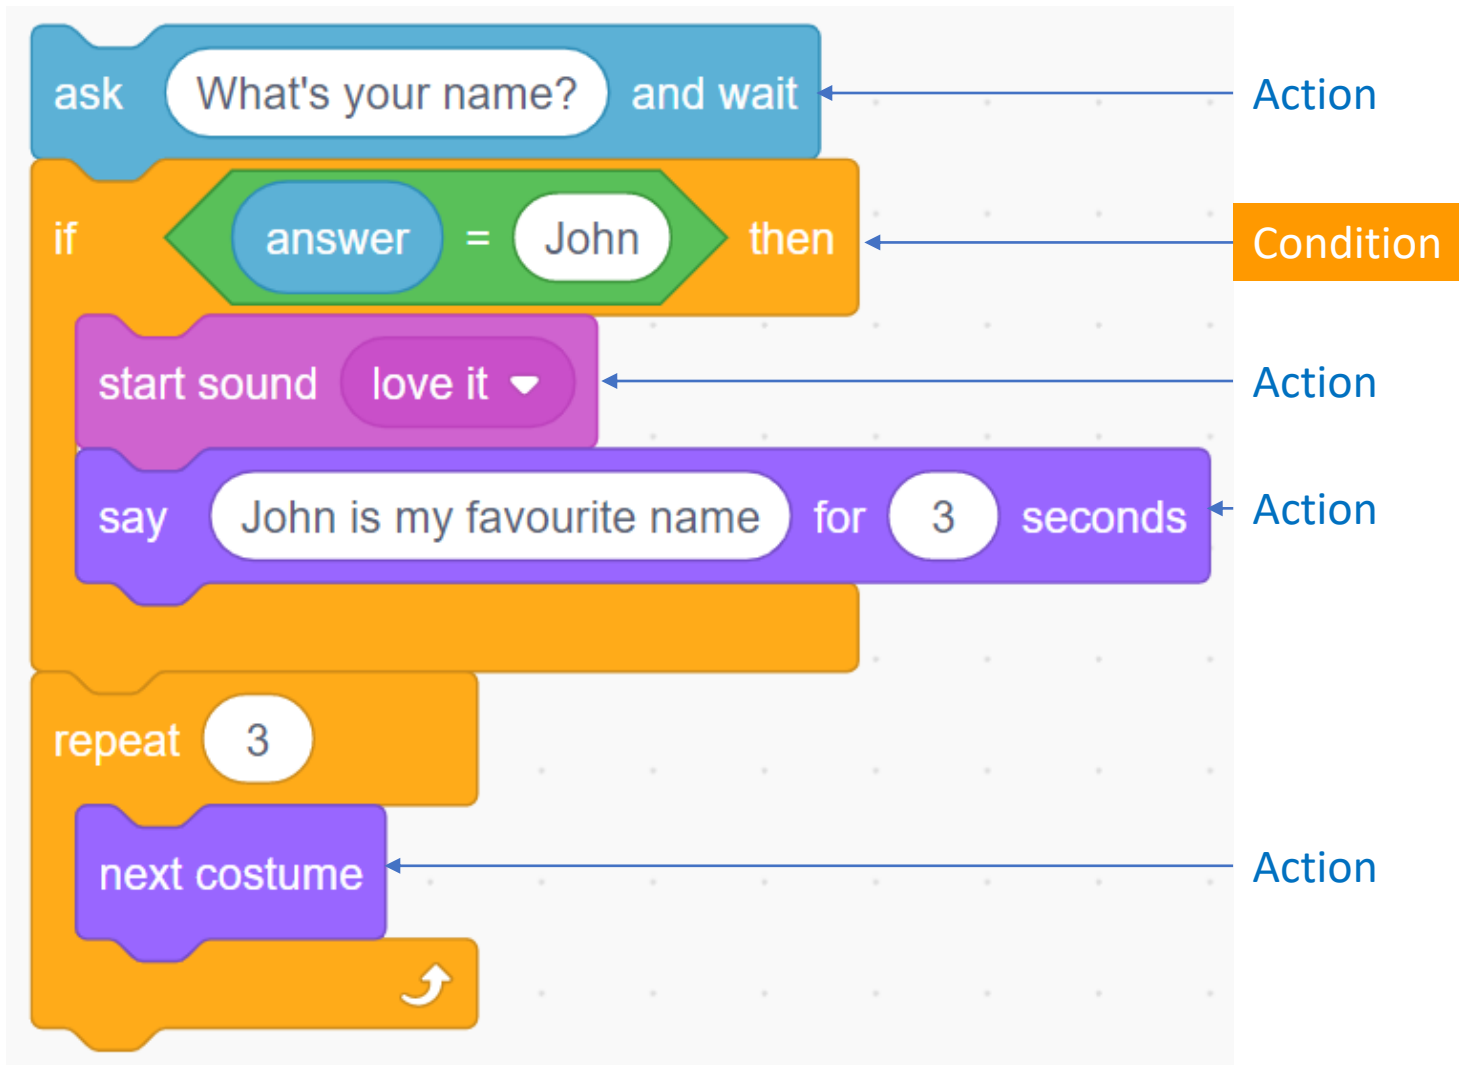 ask What's your name? and wait Action
if answer = John then Condition
start sound love it Action
say John is my favourite name for 3 seconds Action
repeat 3
next costume Action